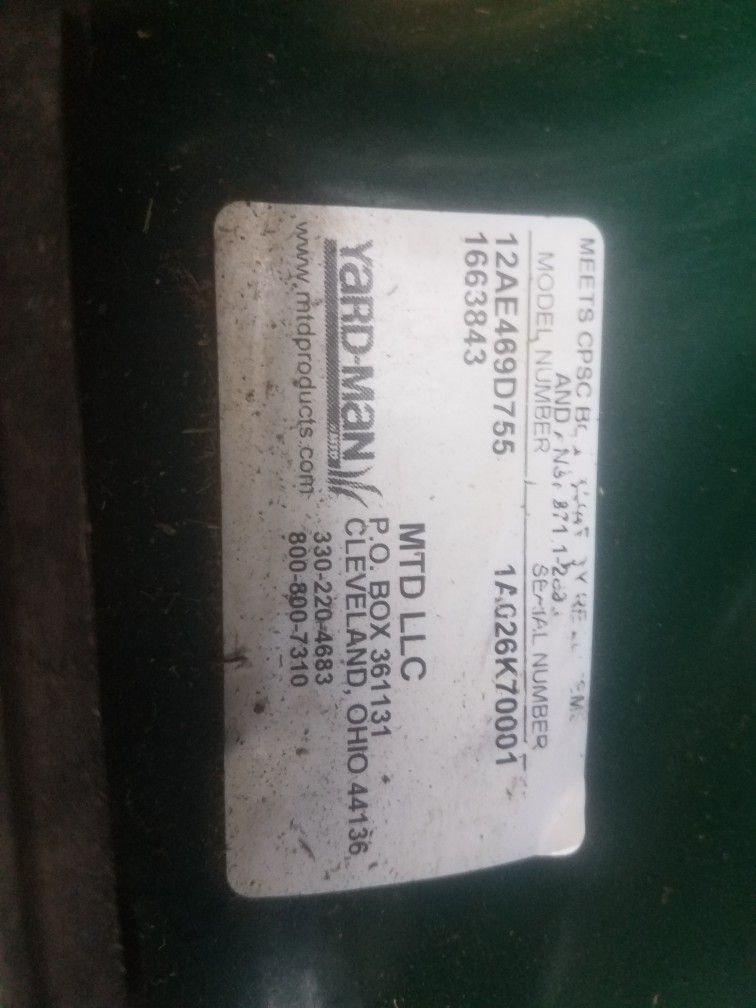 MEETS CPSC
AND
MODEL NUMBER SERIAL NUMBER
12AE469D755
1663843
YARD-MAN
www.mtdproducts.com
MTD LLC
P.O. BOX 361131
CLEVELAND, OHIO 44136
330-220-4683
800-800-7310